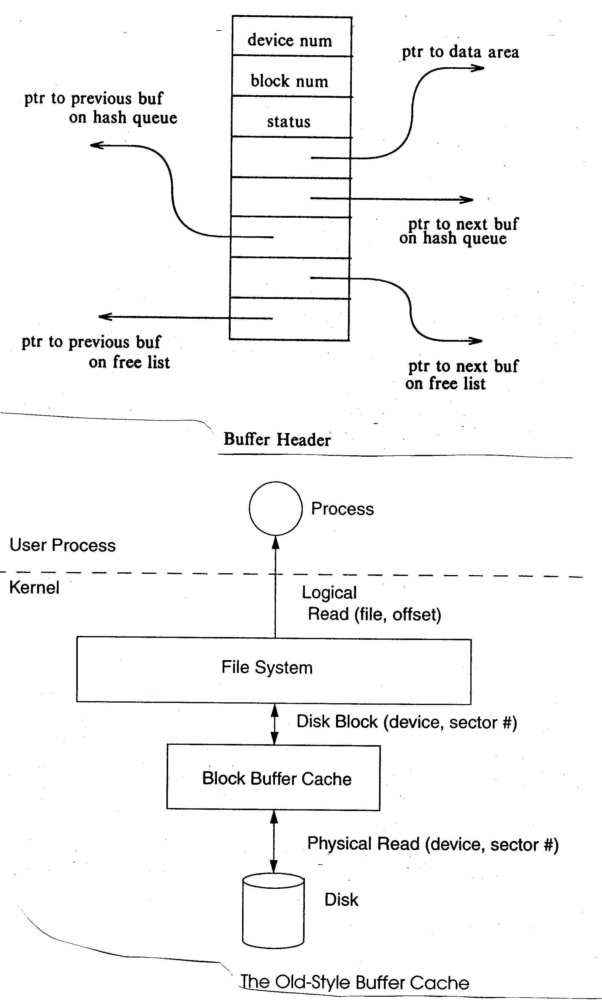 device num
ptr to data area
block num
ptr to previous buf
on hash queue
status
ptr to next buf
on hash queue
ptr to previous buf
on free list
ptr to next buf
on free list
Buffer Header
Process
User Process
Kernel
Logical
Read (file, offset)
File System
Disk Block (device, sector #)
Block Buffer Cache
Physical Read (device, sector #)
Disk
The Old-Style Buffer Cache